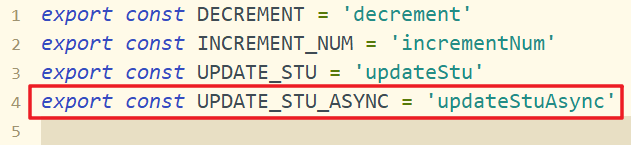 1 export const DECREMENT = 'decrement'
2 export const INCREMENT_NUM = 'incrementNum'
3 export const UPDATE_STU = 'updateStu'
4 export const UPDATE_STU_ASYNC = 'updateStuAsync'
5